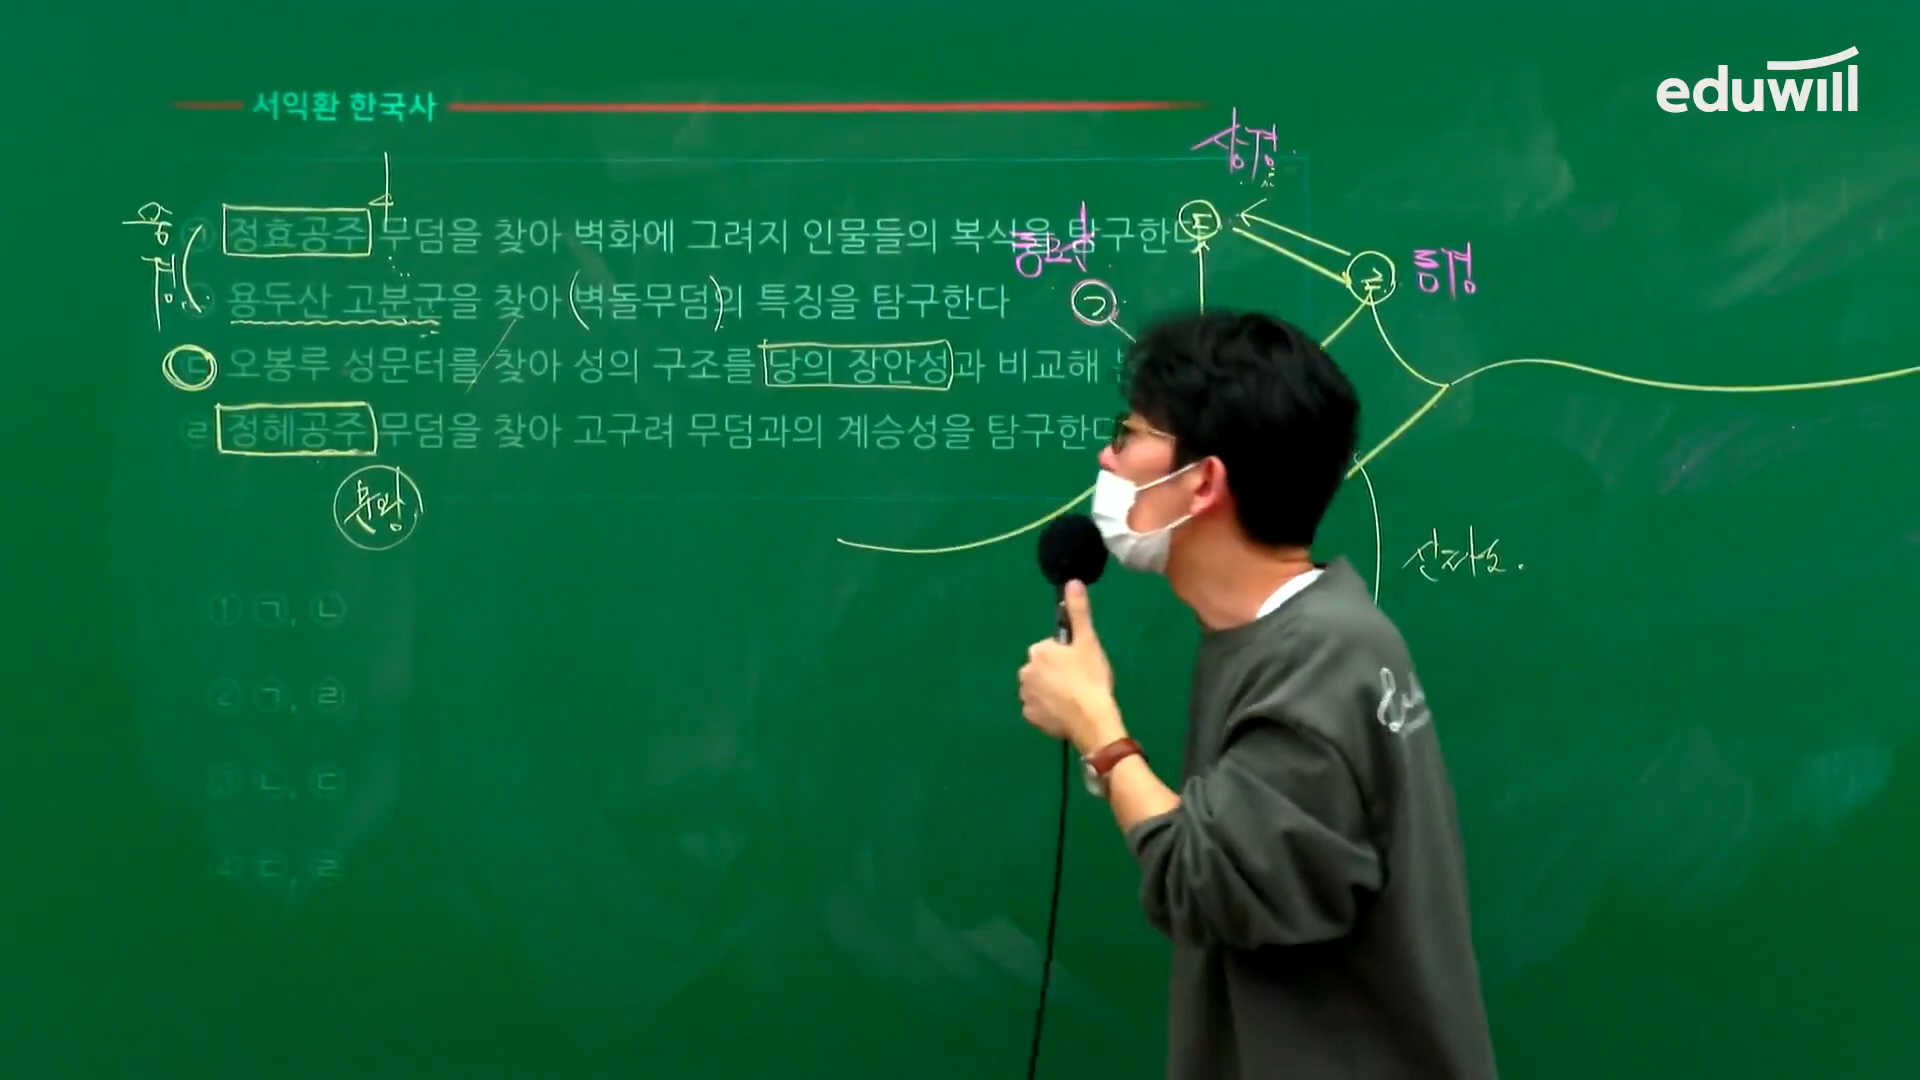 eduwill
서익환 한국사
상경
중경
정효공주 무덤을 찾아 벽화에 그려지 인물들의 복식을 탐구한다
동경
용두산 고분군을 찾아 (벽돌무덤)의 특징을 탐구한다
ㄱ
ㄷ 오봉루 성문터를 찾아 성의 구조를 당의 장안성과 비교해
ㄹ 정혜공주 무덤을 찾아 고구려 무덤과의 계승성을 탐구한다
문왕
신라도.
① ㄱ, ㄴ
② ㄱ, ㄹ
③ ㄴ, ㄷ
④ ㄷ, ㄹ